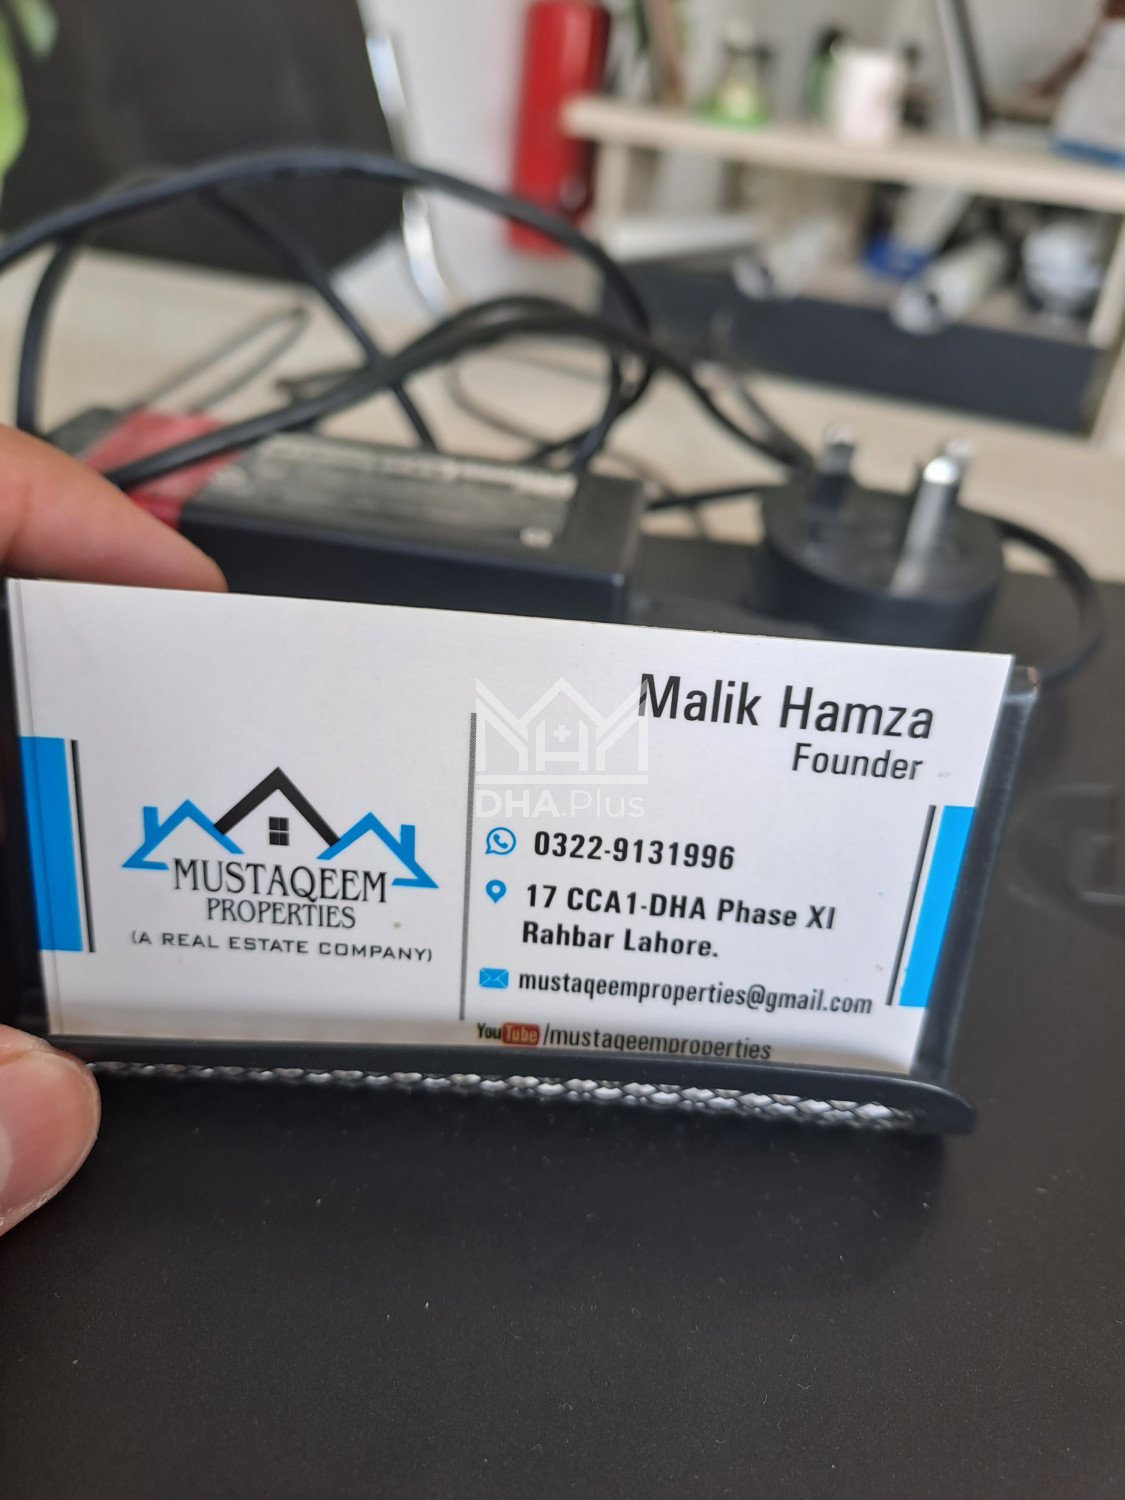 Malik Hamza
Founder
MUSTAQEEM
PROPERTIES
(A REAL ESTATE COMPANY)
0322-9131996
17 CCA1-DHA Phase XI
Rahbar Lahore.
mustaqeemproperties@gmail.com
YouTube /mustaqeemproperties
DHA.Plus